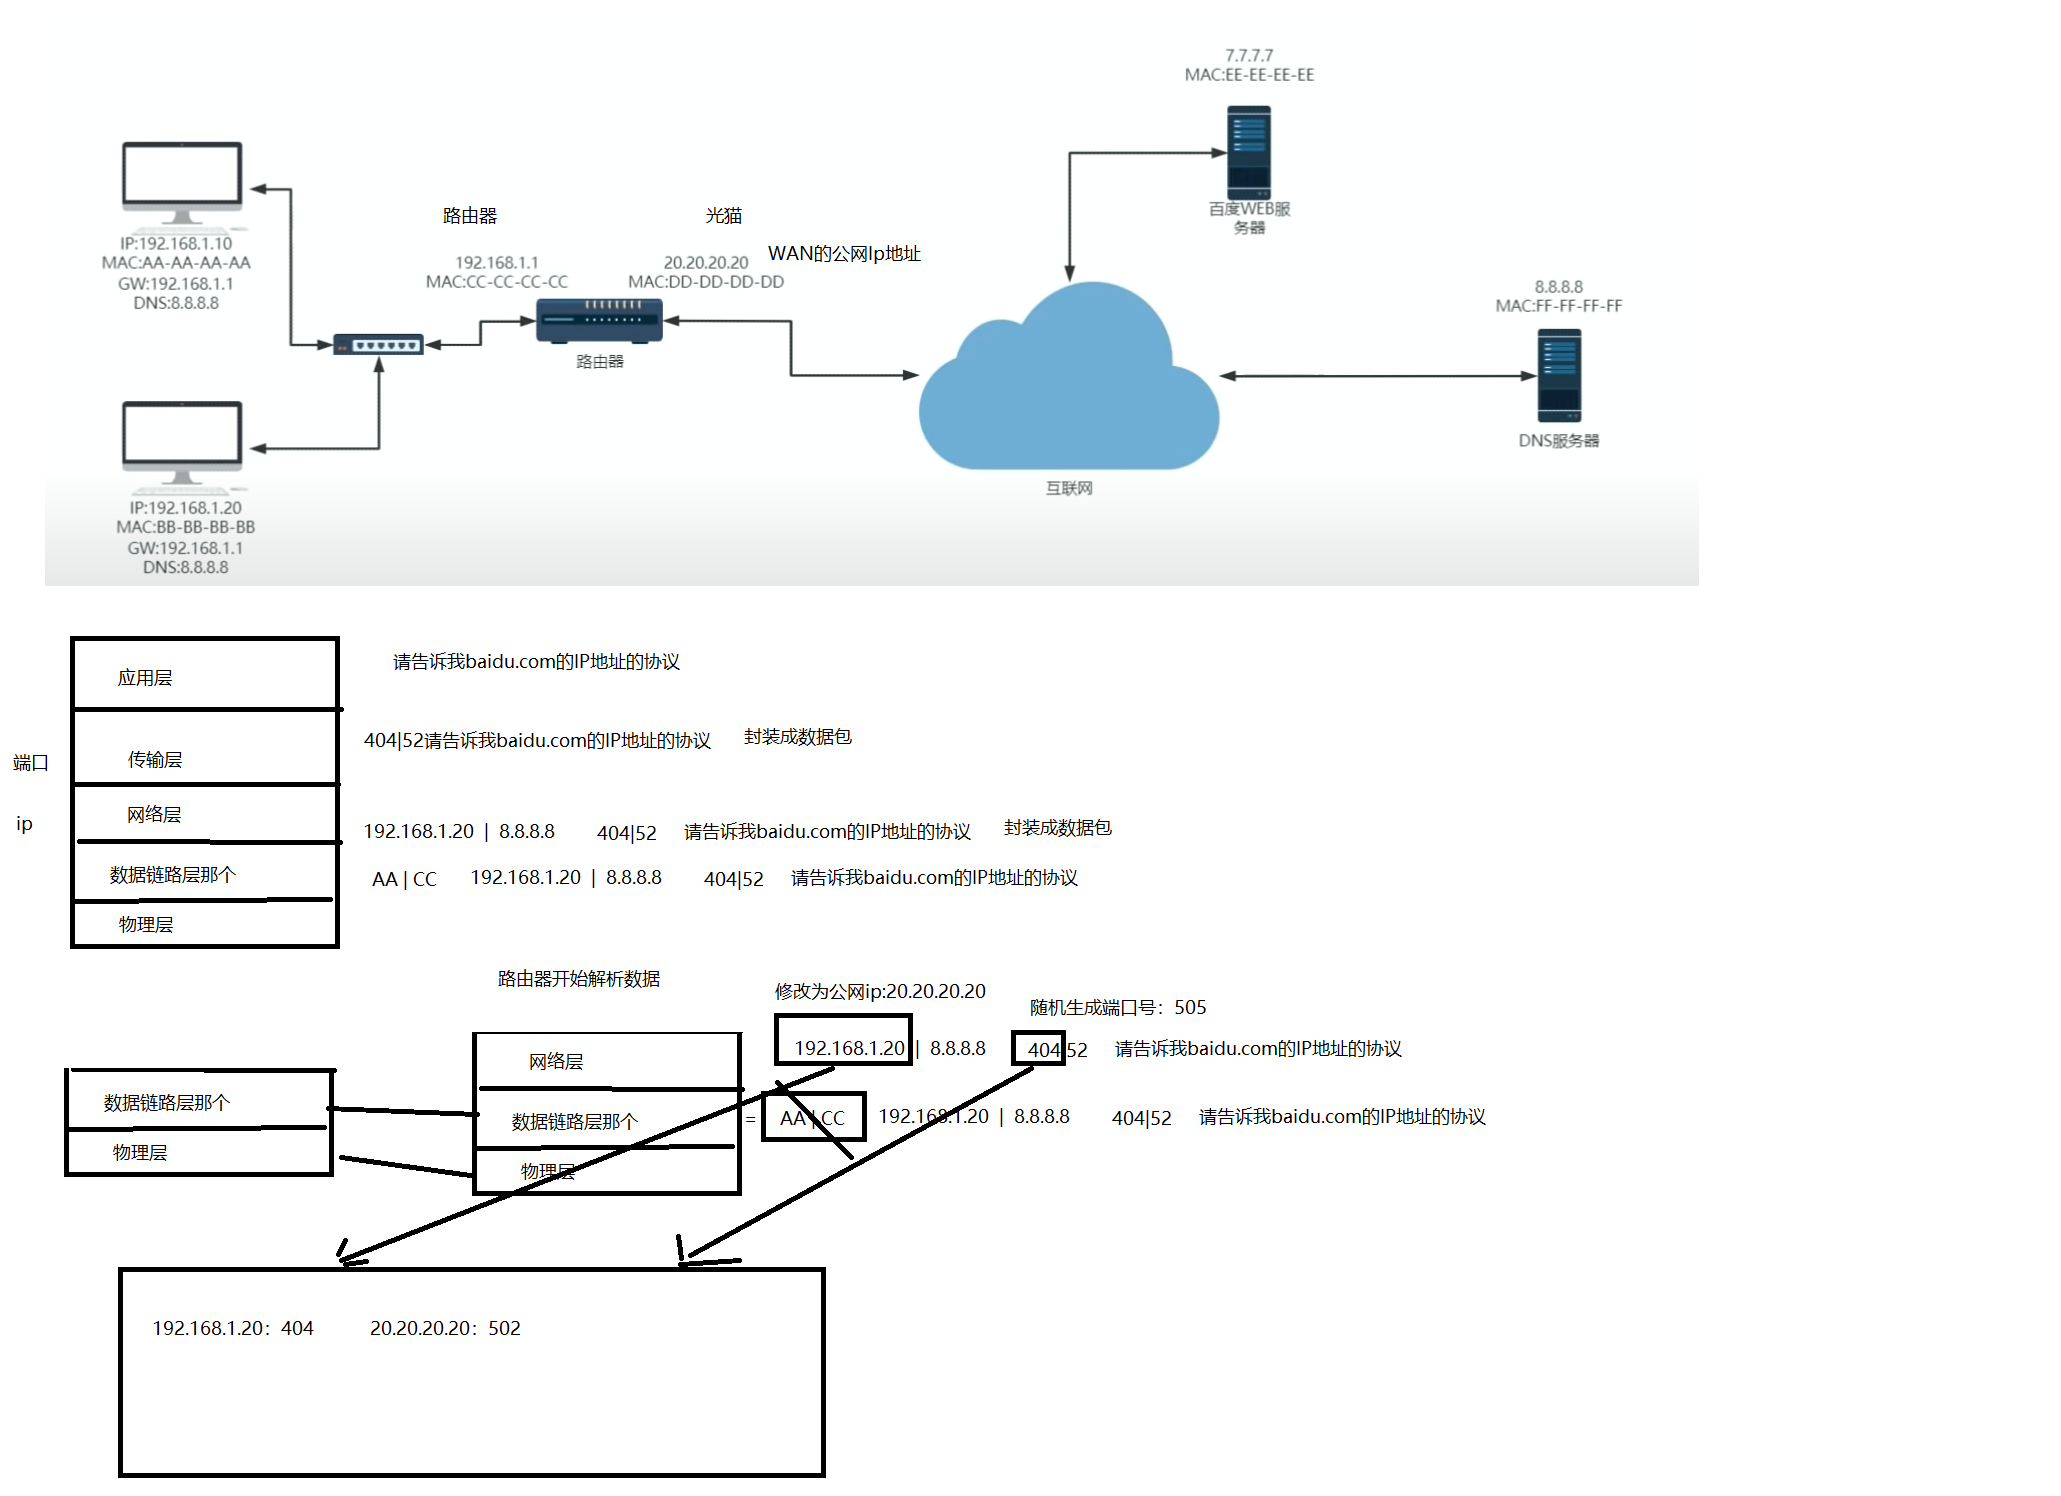 7.7.7.7
MAC:EE-EE-EE-EE
百度WEB服
务器
8.8.8.8
MAC:FF-FF-FF-FF
DNS服务器
路由器
光猫
WAN的公网Ip地址
192.168.1.1
MAC:CC-CC-CC-CC
20.20.20.20
MAC:DD-DD-DD-DD
路由器
IP:192.168.1.10
MAC:AA-AA-AA-AA
GW:192.168.1.1
DNS:8.8.8.8
互联网
IP:192.168.1.20
MAC:BB-BB-BB-BB
GW:192.168.1.1
DNS:8.8.8.8
应用层
请告诉我baidu.com的IP地址的协议
端口
传输层
404|52请告诉我baidu.com的IP地址的协议
封装成数据包
ip
网络层
192.168.1.20 | 8.8.8.8 404|52 请告诉我baidu.com的IP地址的协议 封装成数据包
数据链路层那个
AA | CC 192.168.1.20 | 8.8.8.8 404|52 请告诉我baidu.com的IP地址的协议
物理层
路由器开始解析数据
修改为公网ip:20.20.20.20
随机生成端口号：505
网络层
192.168.1.20 | 8.8.8.8 404|52 请告诉我baidu.com的IP地址的协议
数据链路层那个
物理层
数据链路层那个
= AA | CC 192.168.1.20 | 8.8.8.8 404|52 请告诉我baidu.com的IP地址的协议
物理层
192.168.1.20：404 20.20.20.20：502